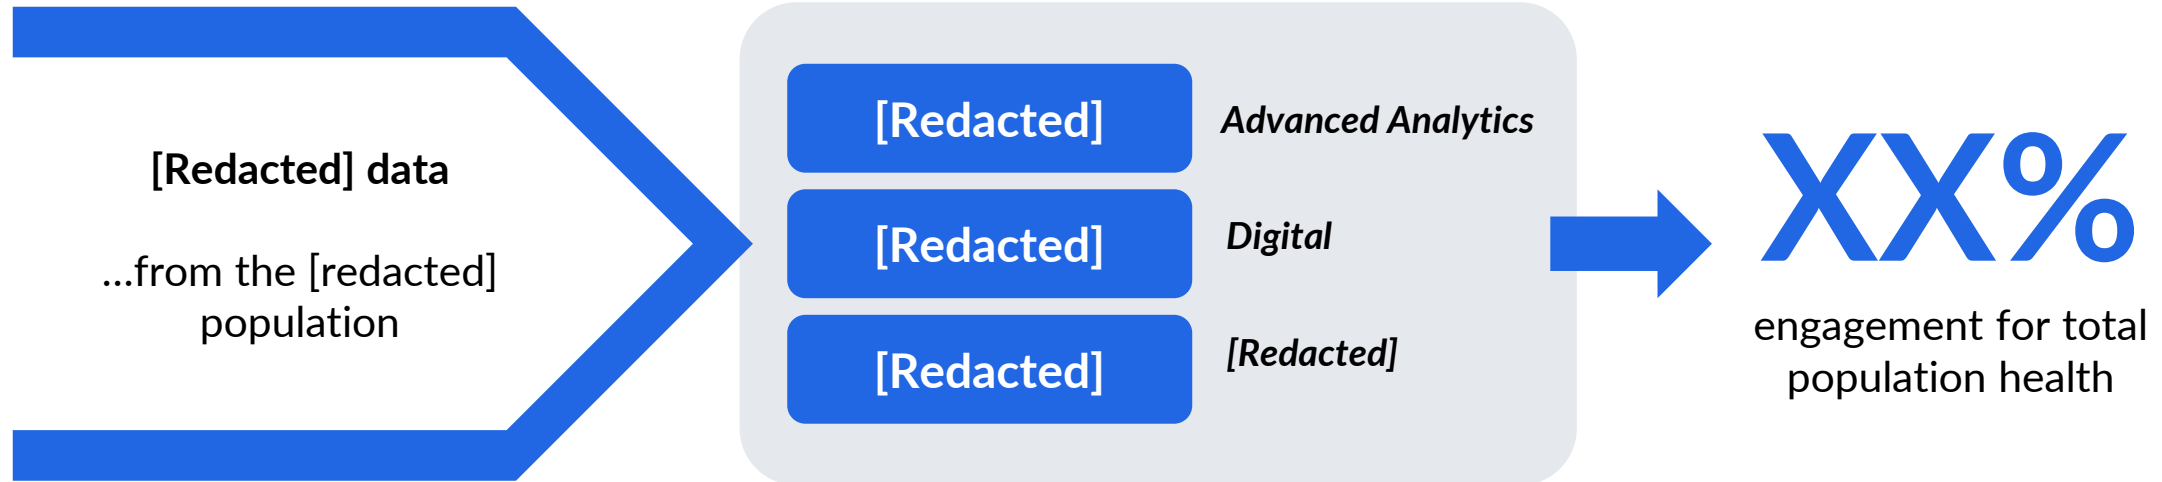 [Redacted] data
...from the [redacted]
population
[Redacted]
Advanced Analytics
[Redacted]
Digital
[Redacted]
[Redacted]
XX%
engagement for total
population health